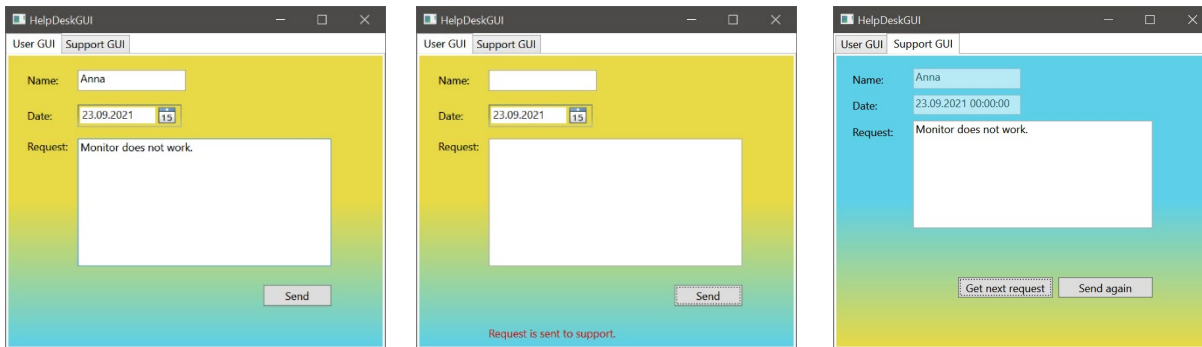 HelpDeskGUI
User GUI Support GUI
Name: Anna
Date: 23.09.2021 15
Request: Monitor does not work.
Send
HelpDeskGUI
User GUI Support GUI
Name:
Date: 23.09.2021 15
Request:
Send
Request is sent to support.
HelpDeskGUI
User GUI Support GUI
Name: Anna
Date: 23.09.2021 00:00:00
Request: Monitor does not work.
Get next request Send again